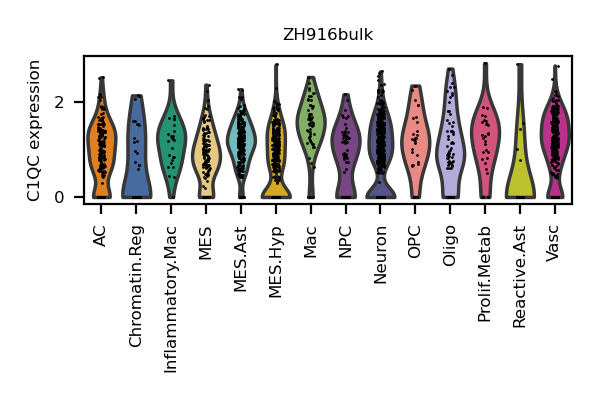 ZH916bulk
C1QC expression
2
0
AC
Chromatin.Reg
Inflammatory.Mac
MES
MES.Ast
MES.Hyp
Mac
NPC
Neuron
OPC
Oligo
Prolif.Metab
Reactive.Ast
Vasc